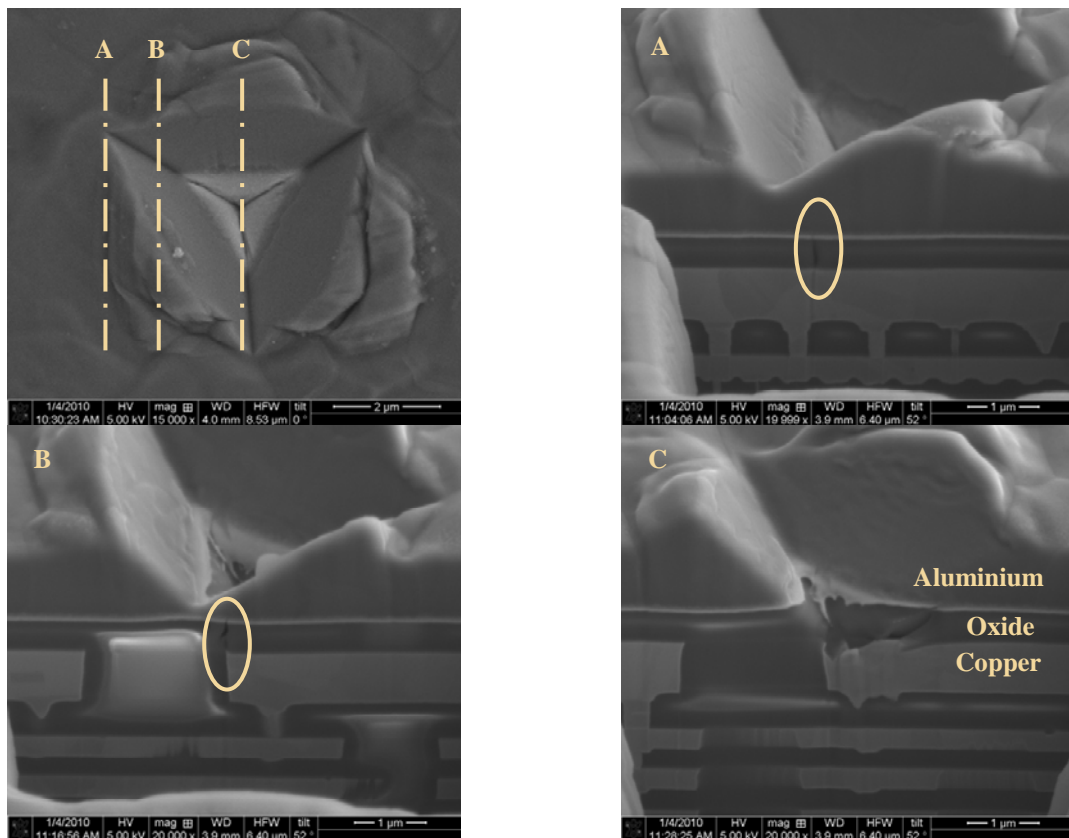 A B C
1/4/2010 HV mag WD HFW tilt
10:30:23 AM 5.00 kV 15 000 x 4.0 mm 8.53 µm 0 ° 2 µm
A
1/4/2010 HV mag WD HFW tilt
11:04:06 AM 5.00 kV 19 999 x 3.9 mm 6.40 µm 52 ° 1 µm
B
1/4/2010 HV mag WD HFW tilt
11:16:56 AM 5.00 kV 20 000 x 3.9 mm 6.40 µm 52 ° 1 µm
C
Aluminium
Oxide
Copper
1/4/2010 HV mag WD HFW tilt
11:28:25 AM 5.00 kV 20 000 x 3.9 mm 6.40 µm 52 ° 1 µm